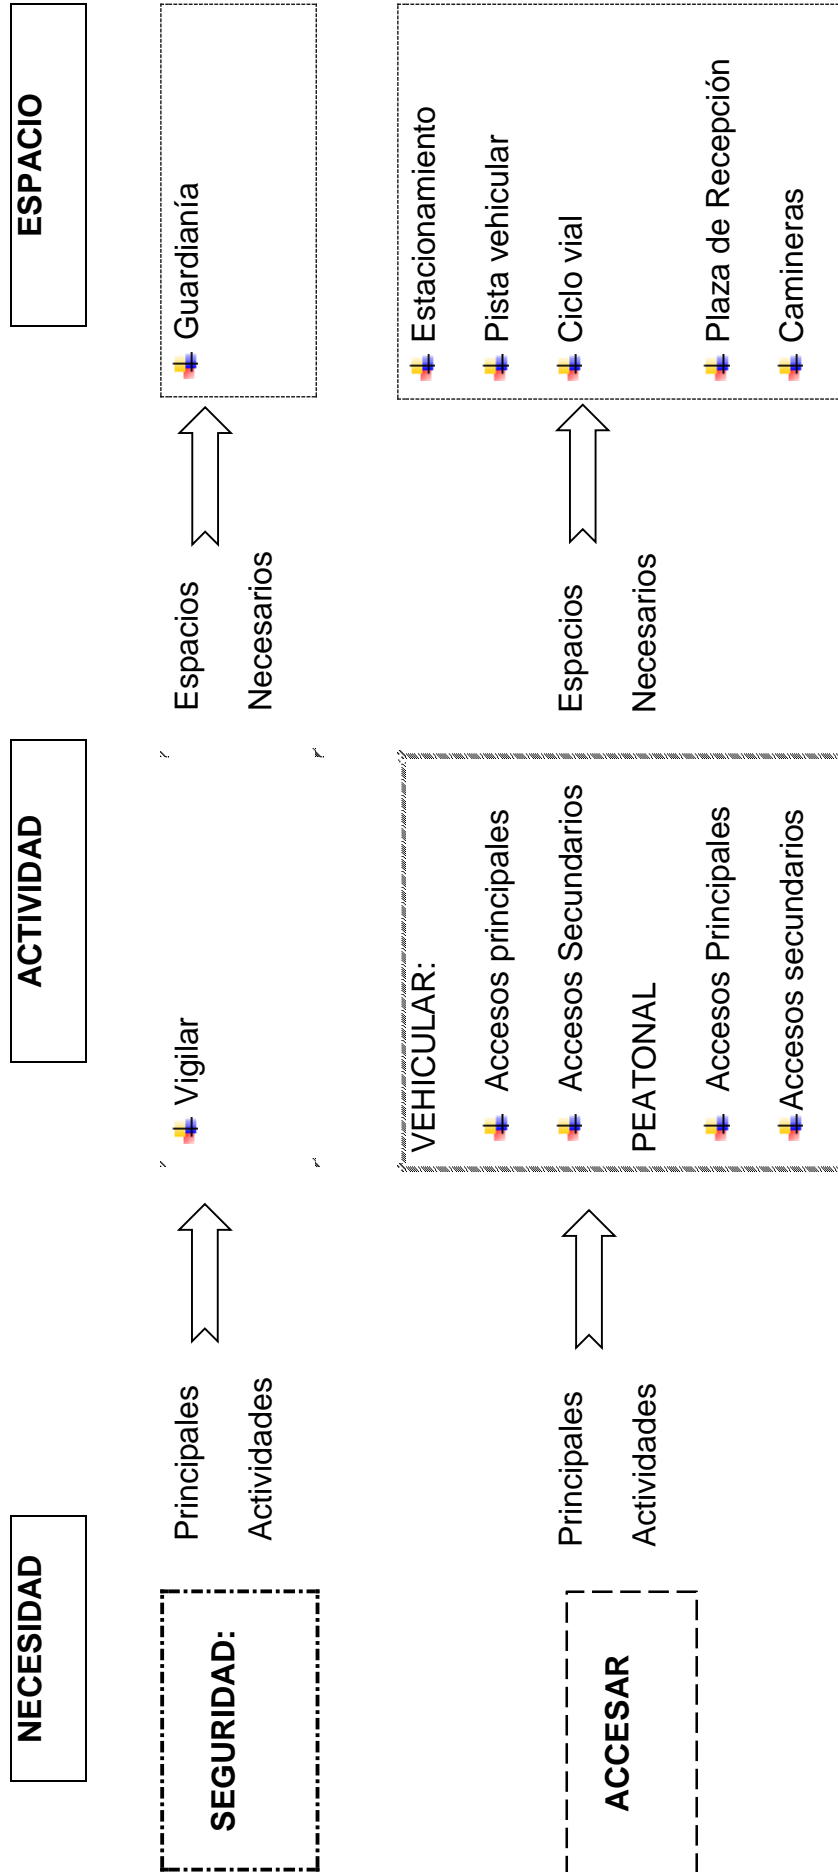 NECESIDAD
ACTIVIDAD
ESPACIO
SEGURIDAD:
Principales
Actividades
Vigilar
Espacios
Necesarios
Guardianía
ACCESAR
Principales
Actividades
VEHICULAR:
Accesos principales
Accesos Secundarios
PEATONAL
Accesos Principales
Accesos secundarios
Espacios
Necesarios
Estacionamiento
Pista vehicular
Ciclo vial
Plaza de Recepción
Camineras